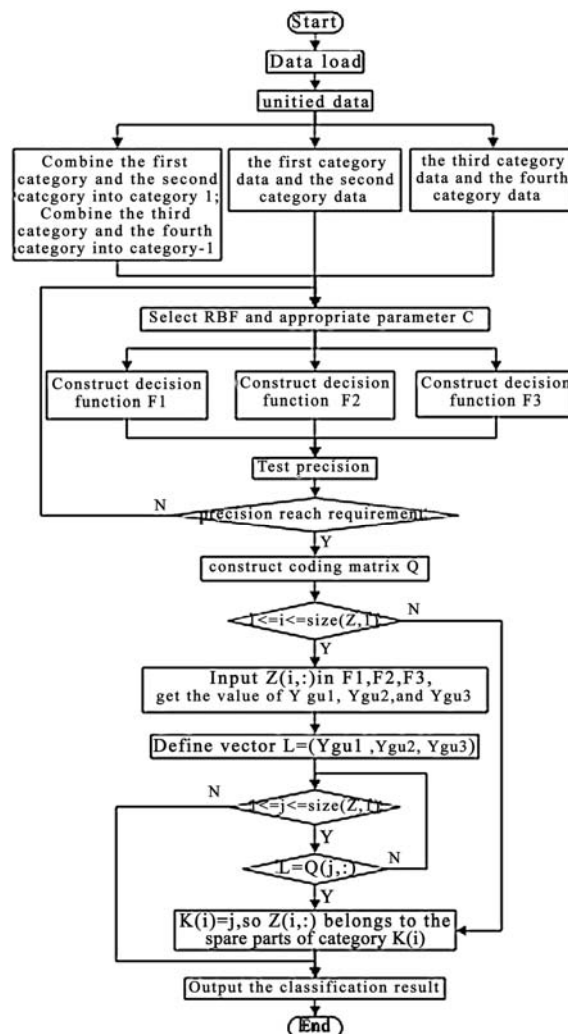 Start
Data load
unitied data
Combine the first
category and the second
catcgory into category 1;
Combine the third
category and the fourth
category into category-1
the first category
data and the second
category data
the third category
data and the fourth
category data
Select RBF and appropriate parameter C
Construct decision
function F1
Construct decision
function F2
Construct decision
function F3
Test precision
N
precision reach requirement
Y
construct coding matrix Q
1<=i<=size(Z,1)
N
Y
Input Z(i,:)in F1,F2,F3,
get the value of Y gu1, Ygu2,and Ygu3
Define vector L=(Ygu1 ,Ygu2, Ygu3)
N
1<=j<=size(Z,1)
Y
L=Q(j,:)
N
Y
K(i)=j,so Z(i,:) belongs to the
spare parts of category K(i)
Output the classification result
End